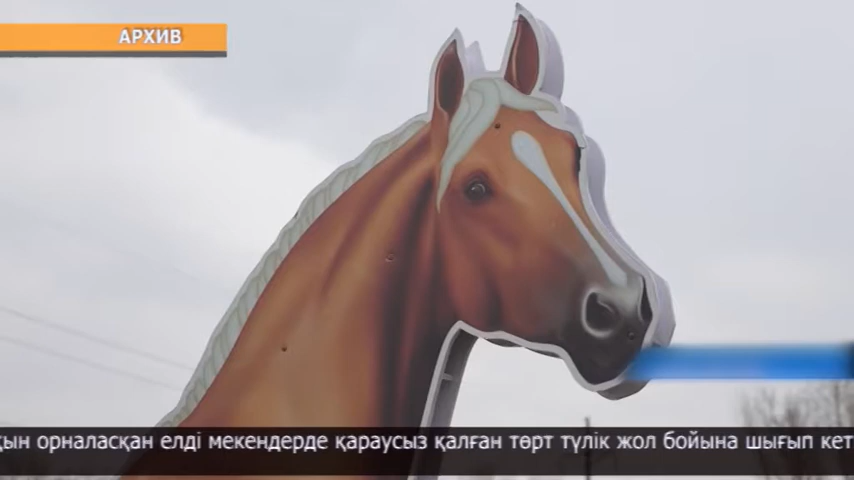 АРХИВ
орналасқан елді мекендерде қараусыз қалған төрт түлік жол бойына шығып